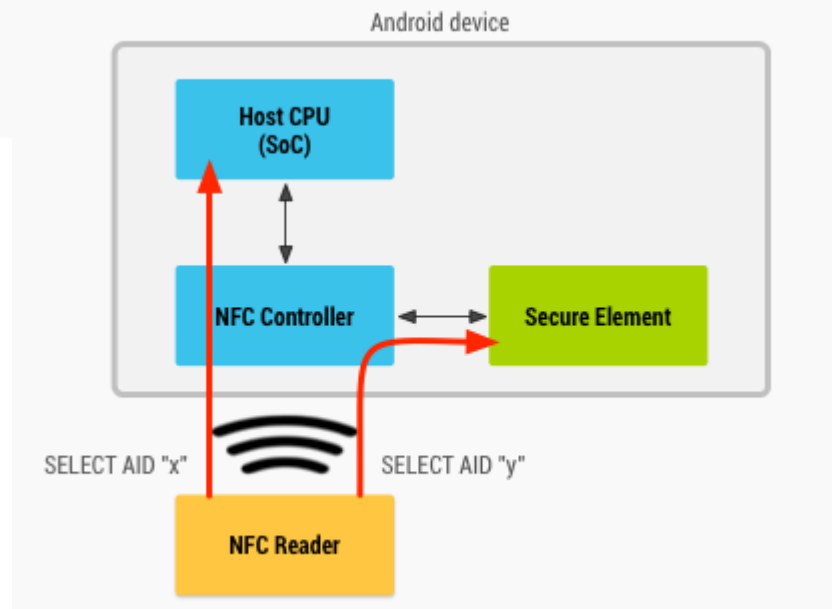 Android device
Host CPU
(SoC)
NFC Controller
Secure Element
SELECT AID "x"
SELECT AID "y"
NFC Reader